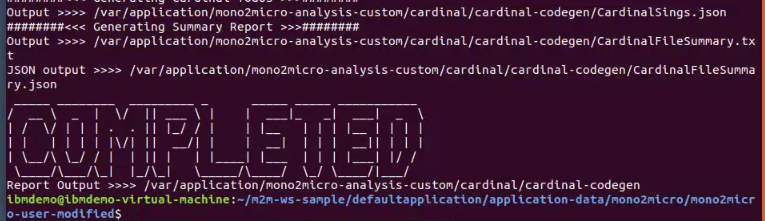 ########<<< Generating Cardinal Todos >>>########
Output >>>> /var/application/mono2micro-analysis-custom/cardinal/cardinal-codegen/CardinalSings.json
########<<< Generating Summary Report >>>########
Output >>>> /var/application/mono2micro-analysis-custom/cardinal/cardinal-codegen/CardinalFileSummary.tx
t
JSON output >>>> /var/application/mono2micro-analysis-custom/cardinal/cardinal-codegen/CardinalFileSumma
ry.json
COMPLETED
Report Output >>>> /var/application/mono2micro-analysis-custom/cardinal/cardinal-codegen
ibmdemo@ibmdemo-virtual-machine:~/m2m-ws-sample/defaultapplication/application-data/mono2micro/mono2micr
o-user-modified$